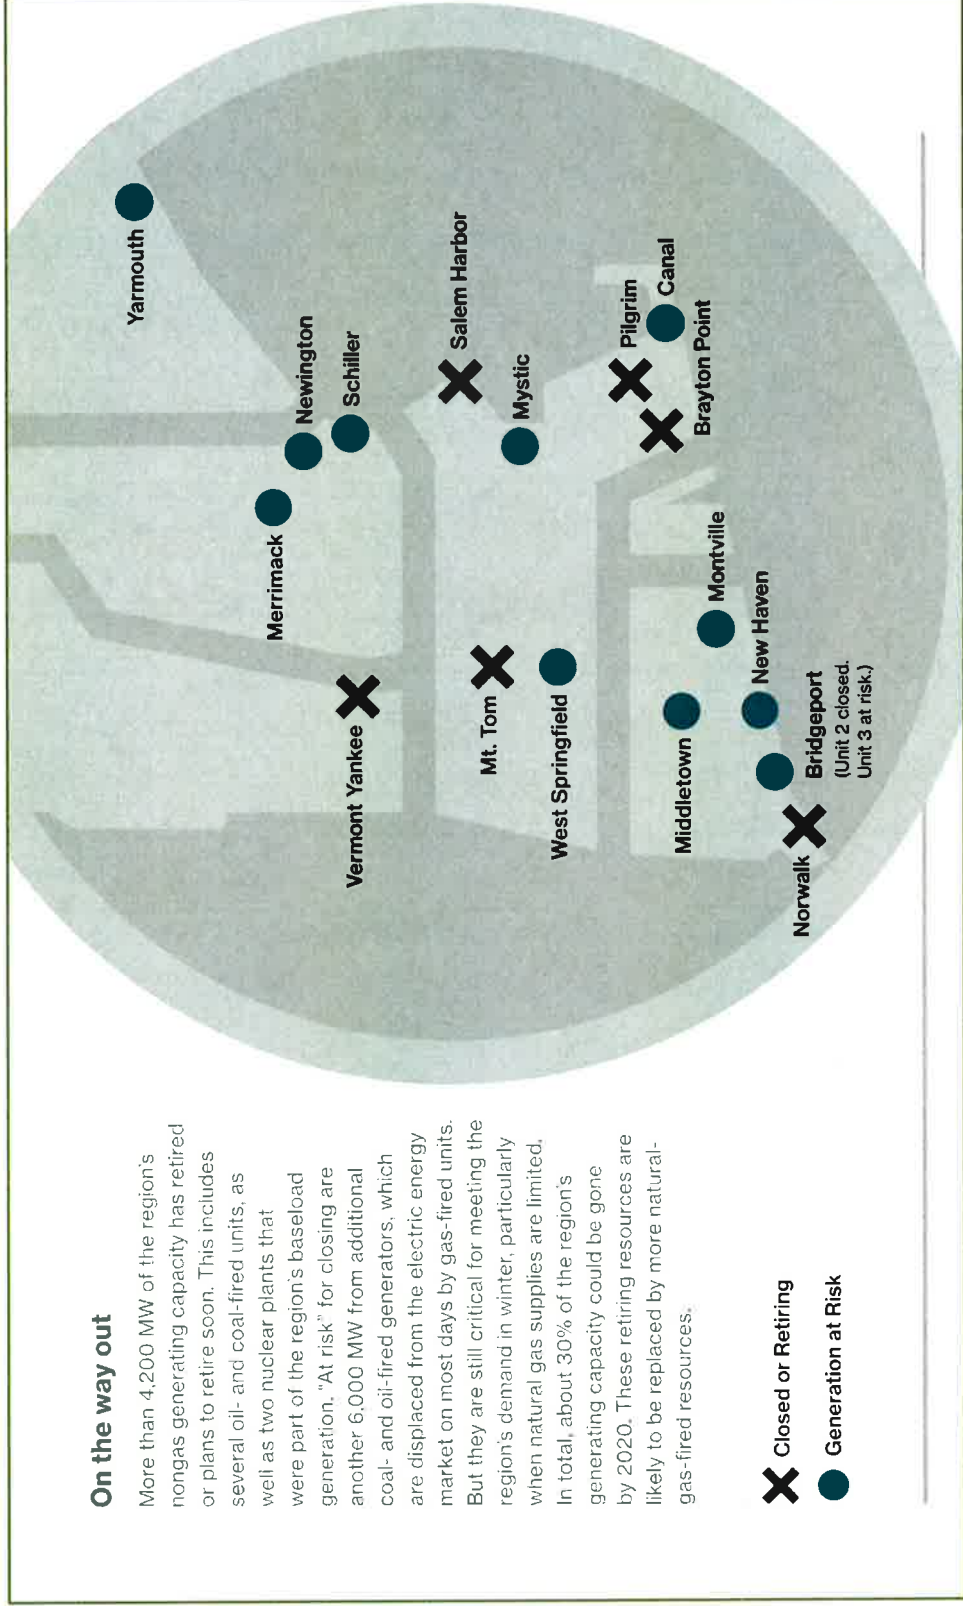 On the way out
More than 4,200 MW of the region's
nongas generating capacity has retired
or plans to retire soon. This includes
several oil- and coal-fired units, as
well as two nuclear plants that
were part of the region's baseload
generation. "At risk" for closing are
another 6,000 MW from additional
coal- and oil-fired generators, which
are displaced from the electric energy
market on most days by gas-fired units.
But they are still critical for meeting the
region's demand in winter, particularly
when natural gas supplies are limited.
In total, about 30% of the region's
generating capacity could be gone
by 2020. These retiring resources are
likely to be replaced by more natural-
gas-fired resources.
Closed or Retiring
Generation at Risk
Yarmouth
Merrimack
Newington
Schiller
Vermont Yankee
Salem Harbor
Mt. Tom
Mystic
West Springfield
Pilgrim
Canal
Brayton Point
Middletown
Montville
New Haven
Norwalk
Bridgeport
(Unit 2 closed.
Unit 3 at risk.)